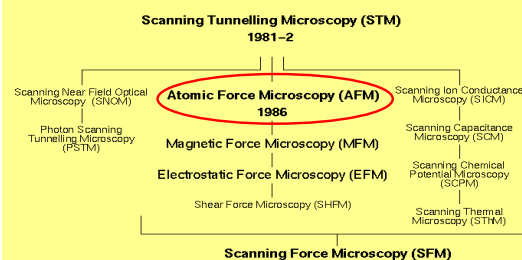 Scanning Tunnelling Microscopy (STM)
1981-2
Scanning Near Field Optical
Microscopy (SNOM)
Photon Scanning
Tunnelling Microscopy
(PSTM)
Atomic Force Microscopy (AFM)
1986
Magnetic Force Microscopy (MFM)
Electrostatic Force Microscopy (EFM)
Shear Force Microscopy (SHFM)
Scanning Ion Conductance
Microscopy (SICM)
Scanning Capacitance
Microscopy (SCM)
Scanning Chemical
Potential Microscopy
(SCPM)
Scanning Thermal
Microscopy (SThM)
Scanning Force Microscopy (SFM)